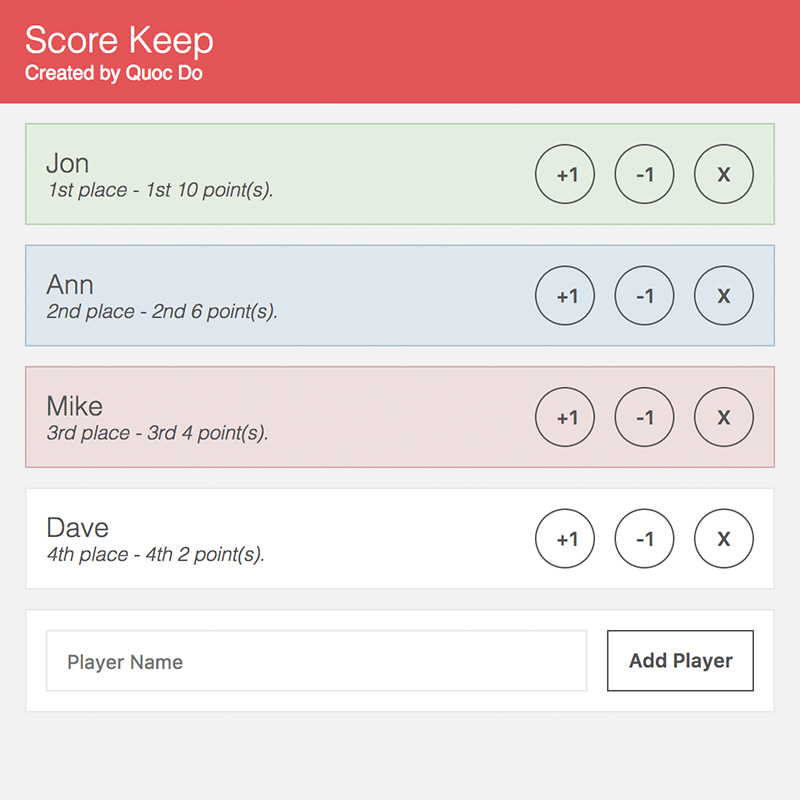 Score Keep
Created by Quoc Do
Jon
1st place - 1st 10 point(s).
+1 -1 X
Ann
2nd place - 2nd 6 point(s).
+1 -1 X
Mike
3rd place - 3rd 4 point(s).
+1 -1 X
Dave
4th place - 4th 2 point(s).
+1 -1 X
Player Name
Add Player